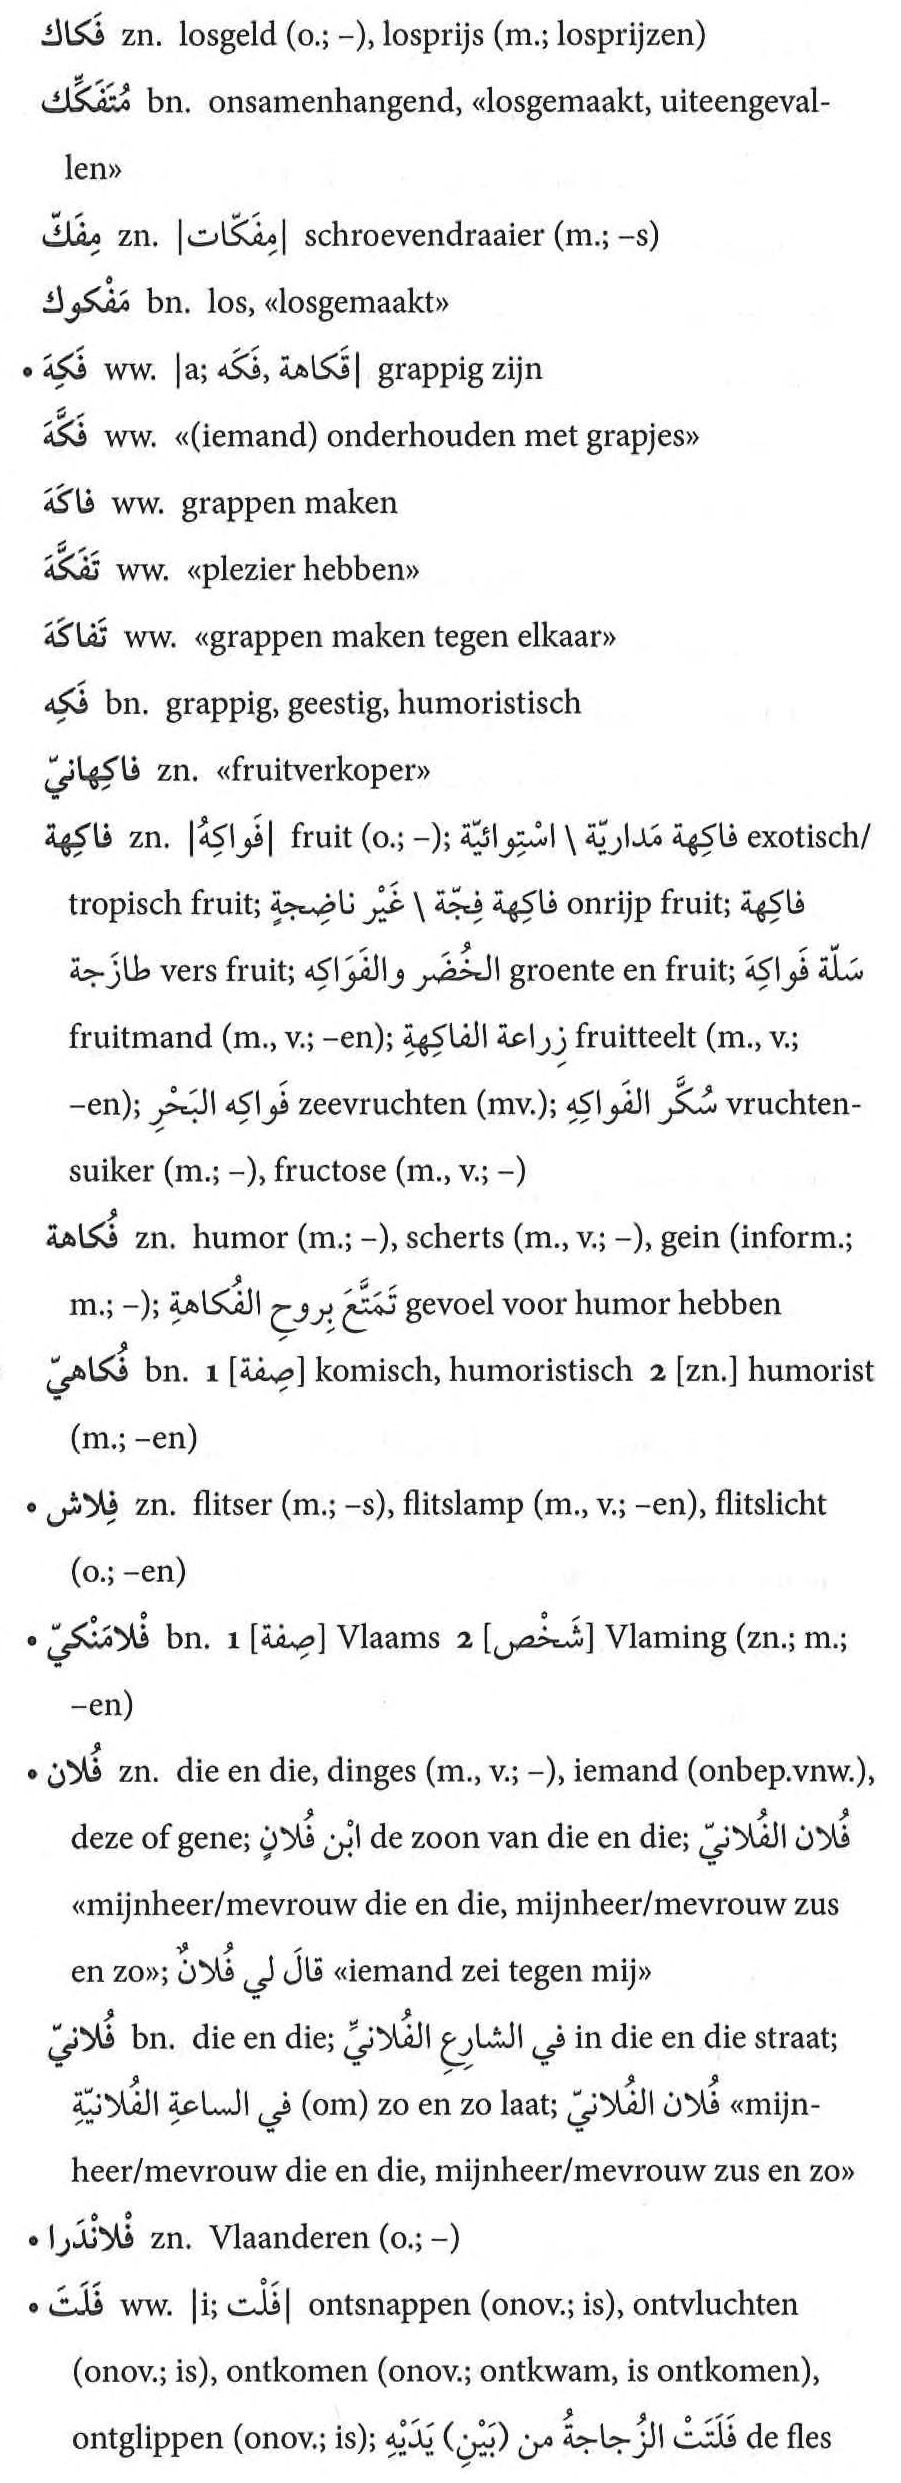 فَكاك zn. losgeld (o.; –), losprijs (m.; losprijzen)
مُتَفَكِّك bn. onsamenhangend, «losgemaakt, uiteengeval-
len»
مِفَكّ zn. |مِفَكّات| schroevendraaier (m.; –s)
مَفْكوك bn. los, «losgemaakt»
• فَكِهَ ww. |a; فَكَه, فَكاهة| grappig zijn
فَكَّهَ ww. «(iemand) onderhouden met grapjes»
فاكَهَ ww. grappen maken
تَفَكَّهَ ww. «plezier hebben»
تَفاكَهَ ww. «grappen maken tegen elkaar»
فَكِه bn. grappig, geestig, humoristisch
فاكِهانيّ zn. «fruitverkoper»
فاكِهة zn. |فَواكِهُ| fruit (o.; –); فاكِهة مَداريّة \ اسْتِوائيّة exotisch/
tropisch fruit; فاكِهة فِجّة \ غَيْر ناضِجةٍ onrijp fruit; فاكِهة
طازَجة vers fruit; الخُضَر والفَوَاكِه groente en fruit; سَلّة فَواكِهَ
fruitmand (m., v.; –en); زِراعة الفاكِهةِ fruitteelt (m., v.;
–en); فَواكِه البَحْرِ zeevruchten (mv.); سُكَّر الفَواكِهِ vruchten-
suiker (m.; –), fructose (m., v.; –)
فُكاهة zn. humor (m.; –), scherts (m., v.; –), gein (inform.;
m.; –); تَمَتَّعَ بِروحِ الفُكاهةِ gevoel voor humor hebben
فُكاهيّ bn. 1 [صِفة] komisch, humoristisch 2 [zn.] humorist
(m.; –en)
• فِلاش zn. flitser (m.; –s), flitslamp (m., v.; –en), flitslicht
(o.; –en)
• فْلامَنْكيّ bn. 1 [صِفة] Vlaams 2 [شَخْص] Vlaming (zn.; m.;
–en)
• فُلان zn. die en die, dinges (m., v.; –), iemand (onbep.vnw.),
deze of gene; ابْن فُلانٍ de zoon van die en die; فُلان الفُلانيّ
«mijnheer/mevrouw die en die, mijnheer/mevrouw zus
en zo»; قالَ لي فُلانٌ «iemand zei tegen mij»
فُلانيّ bn. die en die; في الشارِعِ الفُلانيِّ in die en die straat;
في الساعةِ الفُلانيّةِ (om) zo en zo laat; فُلان الفُلانيّ «mijn-
heer/mevrouw die en die, mijnheer/mevrouw zus en zo»
• فْلانْدَرا zn. Vlaanderen (o.; –)
• فَلَتَ ww. |i; فَلْت| ontsnappen (onov.; is), ontvluchten
(onov.; is), ontkomen (onov.; ontkwam, is ontkomen),
ontglippen (onov.; is); فَلَتَتْ الزُجاجةُ من (بَيْنِ) يَدَيْهِ de fles